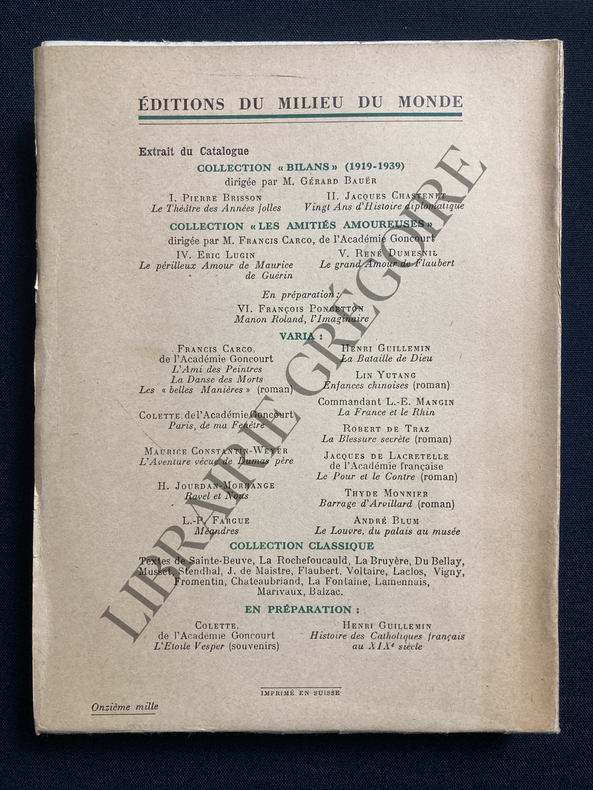 ÉDITIONS DU MILIEU DU MONDE
Extrait du Catalogue
COLLECTION « BILANS » (1919-1939)
dirigée par M. GÉRARD BAUËR
I. PIERRE BRISSON
Le Théâtre des Années folles
II. JACQUES CHASTENET
Vingt Ans d'Histoire diplomatique
COLLECTION « LES AMITIÉS AMOUREUSES »
dirigée par M. FRANCIS CARCO, de l'Académie Goncourt
IV. ERIC LUGIN
Le périlleux Amour de Maurice
de Guérin
V. RENÉ DUMESNIL
Le grand Amour de Flaubert
En préparation:
VI. FRANÇOIS PONCETTON
Manon Roland, l'Imaginaire
VARIA :
FRANCIS CARCO,
de l'Académie Goncourt
L'Ami des Peintres
La Danse des Morts
Les « belles Manières » (roman)
COLETTE de l'Académie Goncourt
Paris, de ma Fenêtre
MAURICE CONSTANTIN-WEYER
L'Aventure vécue de Dumas père
H. JOURDAN-MORHANGE
Ravel et Nous
L.-P. FARGUE
Méandres
HENRI GUILLEMIN
La Bataille de Dieu
LIN YUTANG
Enfances chinoises (roman)
Commandant L.-E. MANGIN
La France et le Rhin
ROBERT DE TRAZ
La Blessure secrète (roman)
JACQUES DE LACRETELLE
de l'Académie française
Le Pour et le Contre (roman)
THYDE MONNIER
Barrage d'Arvillard (roman)
ANDRÉ BLUM
Le Louvre, du palais au musée
COLLECTION CLASSIQUE
Textes de Sainte-Beuve, La Rochefoucauld, La Bruyère, Du Bellay,
Musset, Stendhal, J. de Maistre, Flaubert, Voltaire, Laclos, Vigny,
Fromentin, Chateaubriand, La Fontaine, Lamennais,
Marivaux, Balzac.
EN PRÉPARATION :
COLETTE,
de l'Académie Goncourt
L'Etoile Vesper (souvenirs)
HENRI GUILLEMIN
Histoire des Catholiques français
au XIXe siècle
IMPRIMÉ EN SUISSE
Onzième mille
LIBRAIRIE GRÉGOIRE